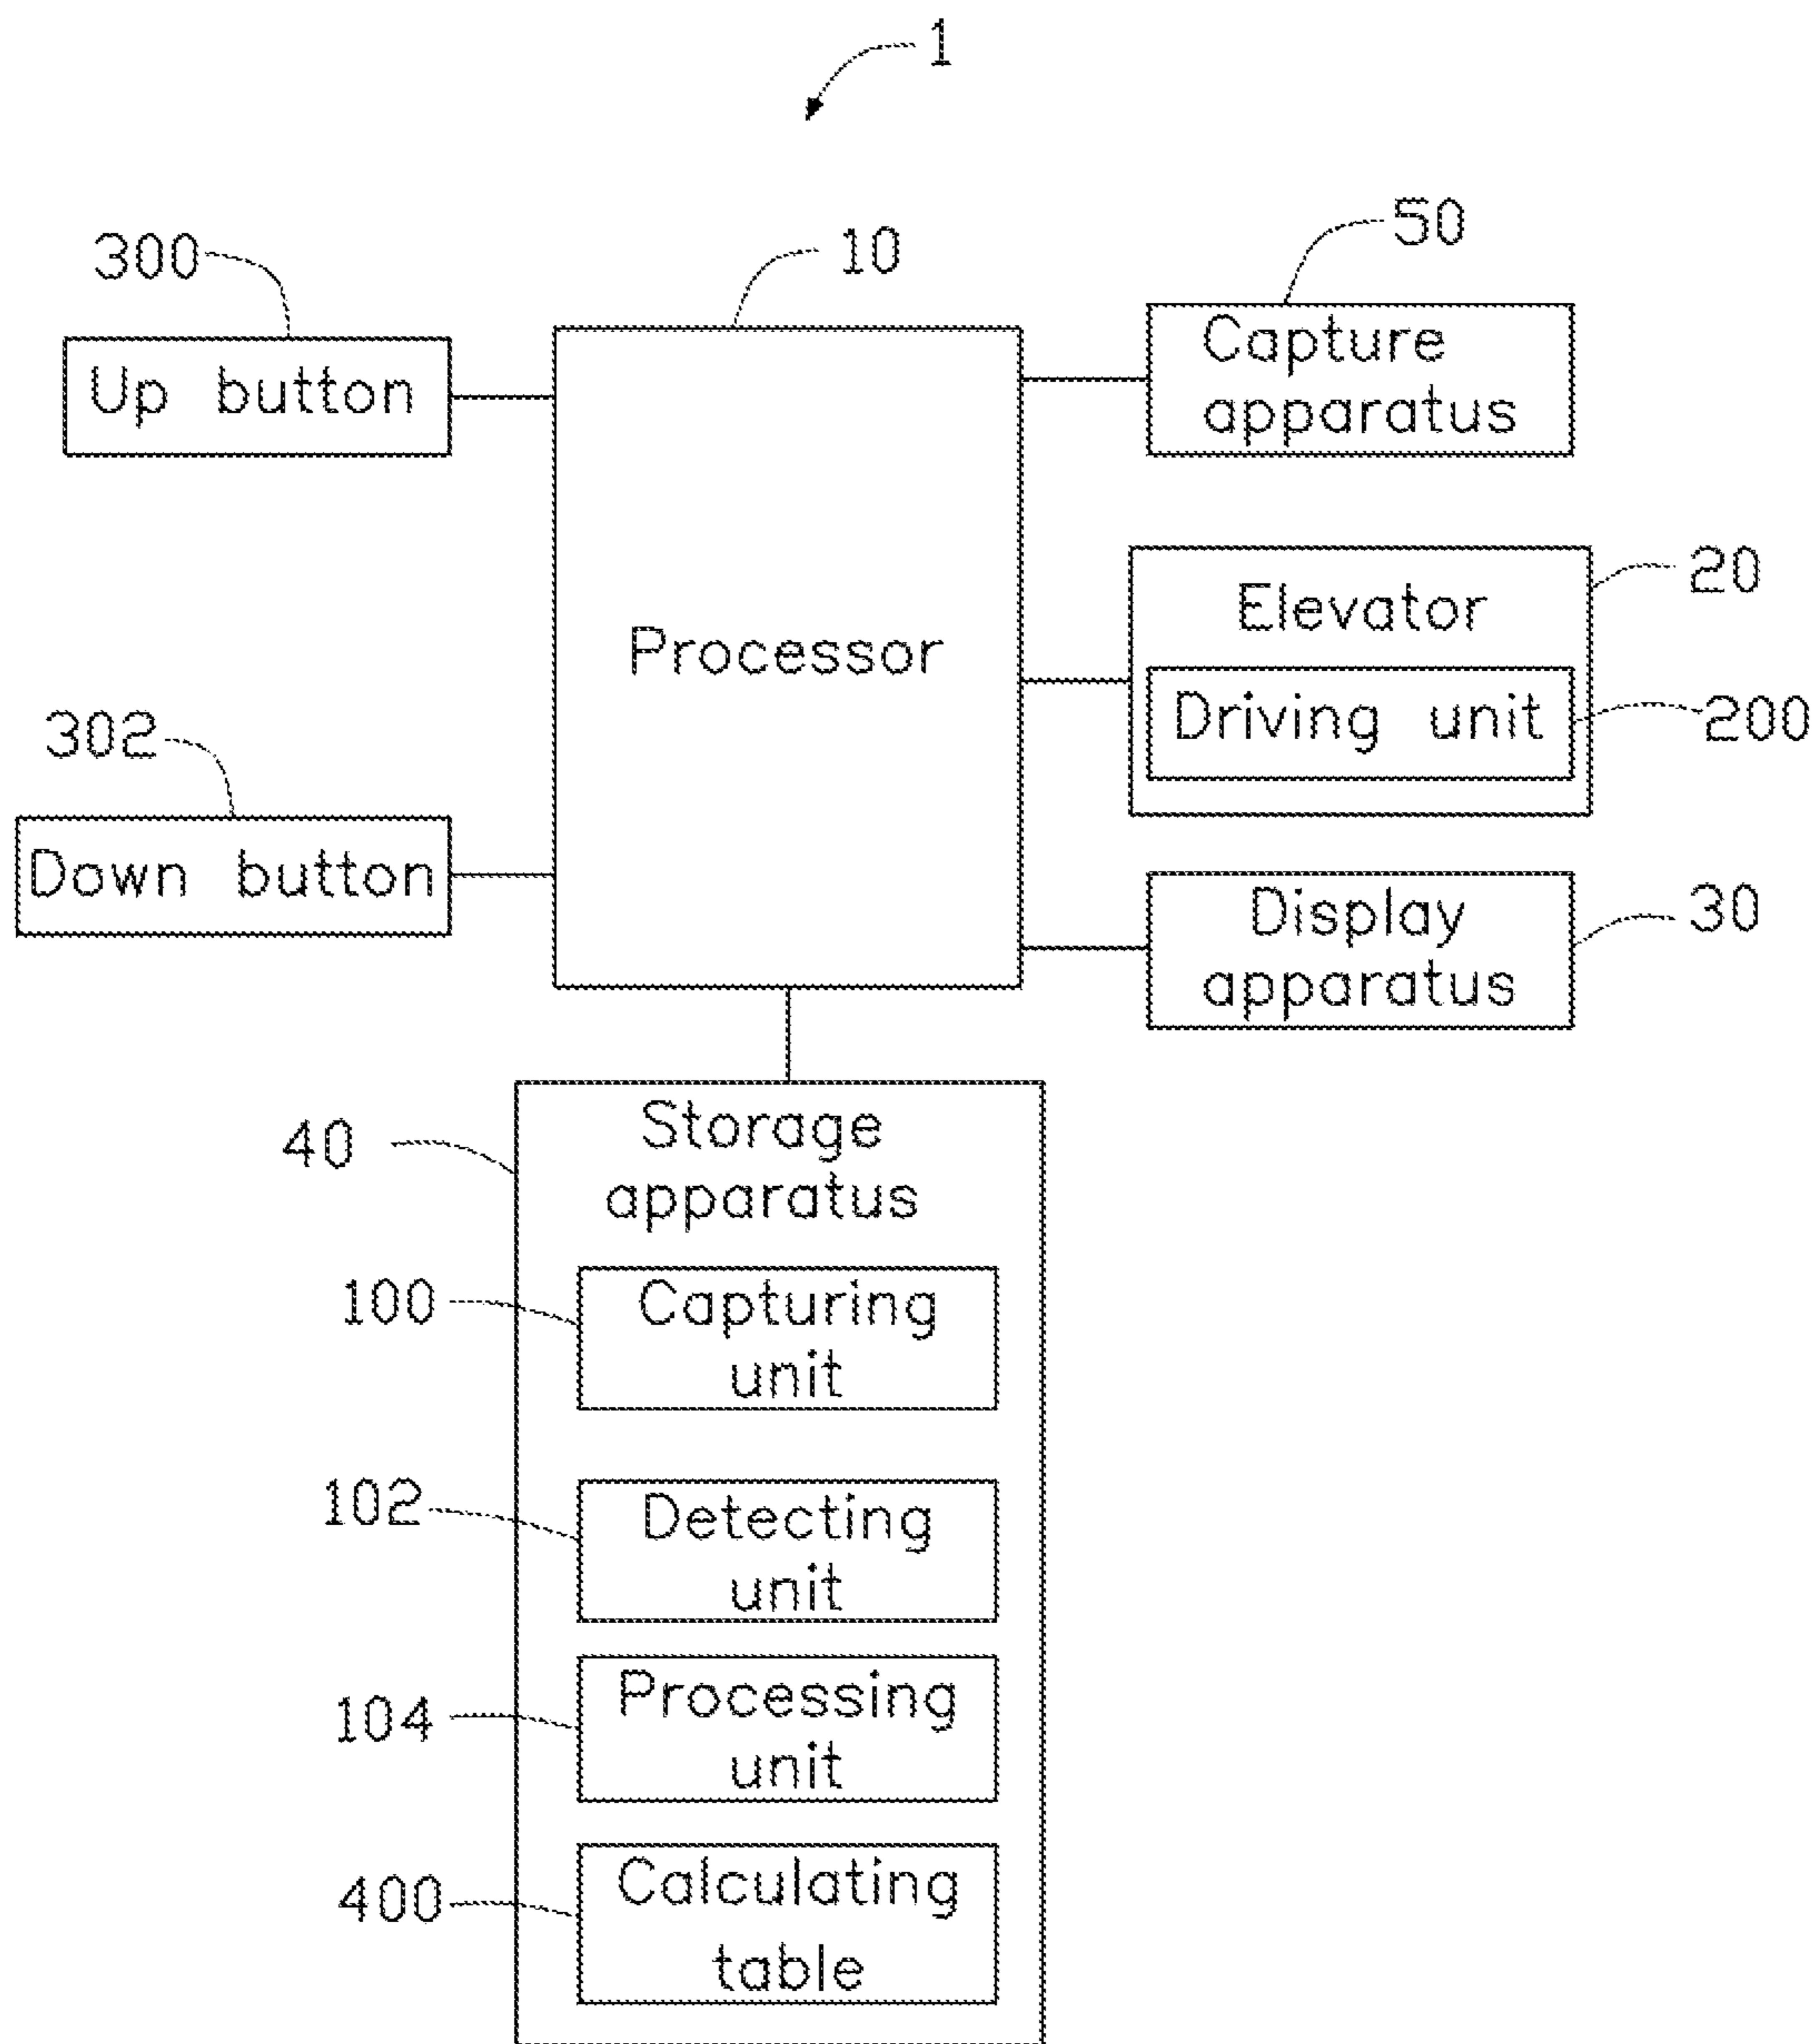 1
300
10
50
Up button
Capture
apparatus
Processor
20
Elevator
Driving unit
200
302
Down button
Display
apparatus
30
40
Storage
apparatus
100
Capturing
unit
102
Detecting
unit
104
Processing
unit
400
Calculating
table